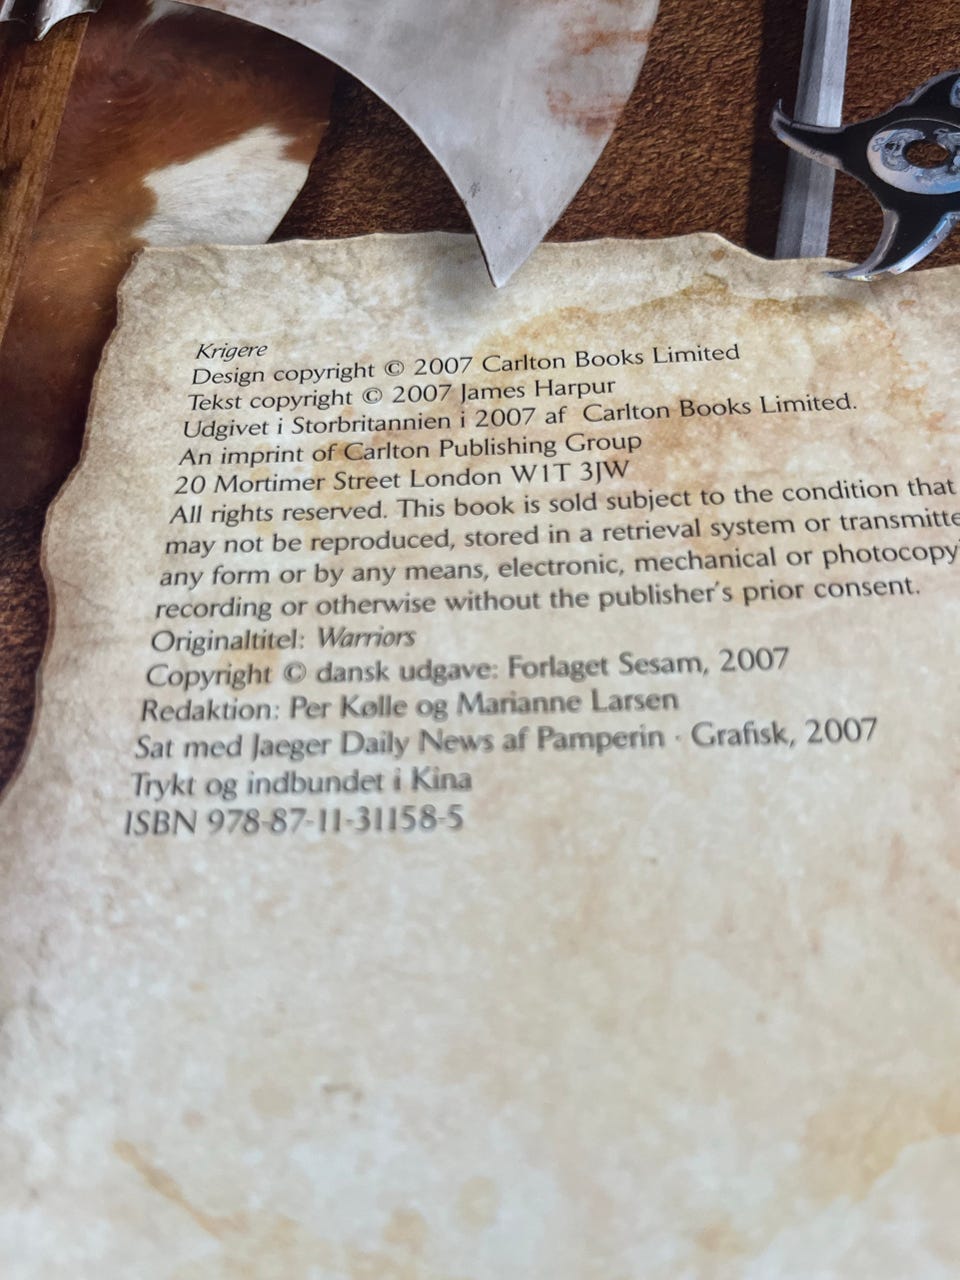 Krigere
Design copyright © 2007 Carlton Books Limited
Tekst copyright © 2007 James Harpur
Udgivet i Storbritannien i 2007 af Carlton Books Limited.
An imprint of Carlton Publishing Group
20 Mortimer Street London W1T 3JW
All rights reserved. This book is sold subject to the condition that
may not be reproduced, stored in a retrieval system or transmitte
any form or by any means, electronic, mechanical or photocopy
recording or otherwise without the publisher's prior consent.
Originaltitel: Warriors
Copyright © dansk udgave: Forlaget Sesam, 2007
Redaktion: Per Kølle og Marianne Larsen
Sat med Jaeger Daily News af Pamperin · Grafisk, 2007
Trykt og indbundet i Kina
ISBN 978-87-11-31158-5